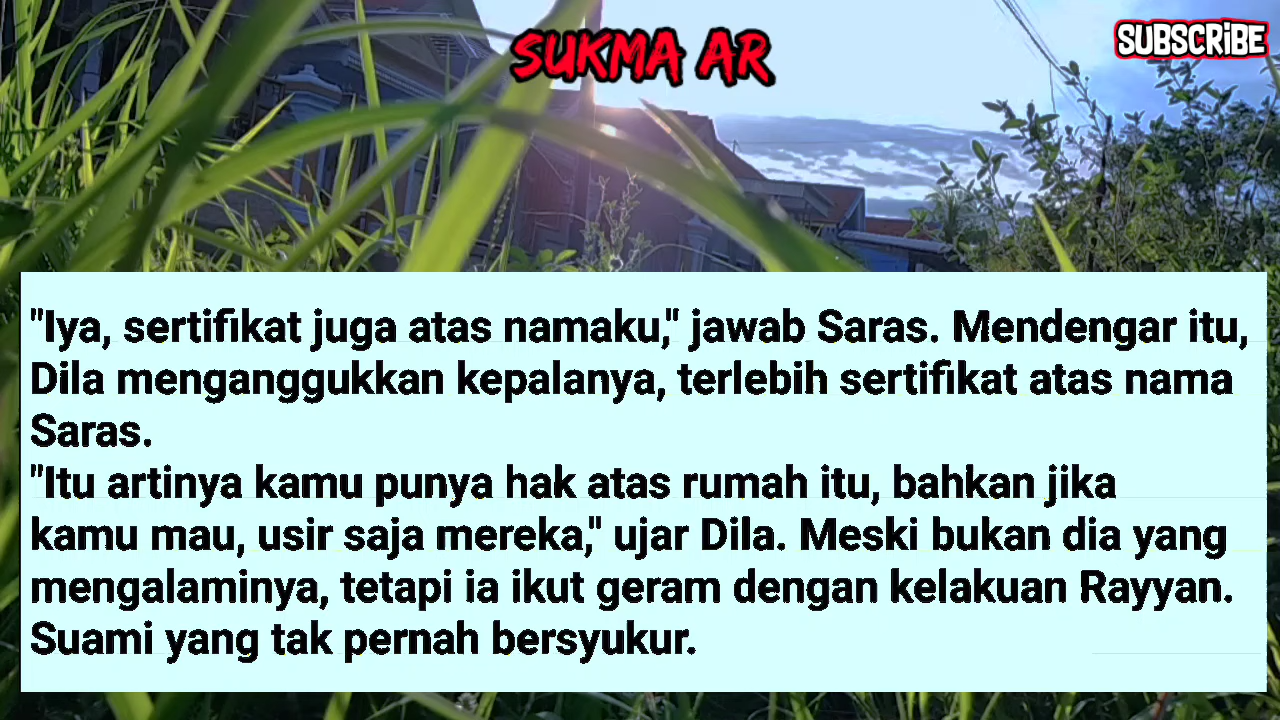 SUKMA AR
SUBSCRiBE
"Iya, sertifikat juga atas namaku," jawab Saras. Mendengar itu,
Dila menganggukkan kepalanya, terlebih sertifikat atas nama
Saras.
"Itu artinya kamu punya hak atas rumah itu, bahkan jika
kamu mau, usir saja mereka," ujar Dila. Meski bukan dia yang
mengalaminya, tetapi ia ikut geram dengan kelakuan Rayyan.
Suami yang tak pernah bersyukur.